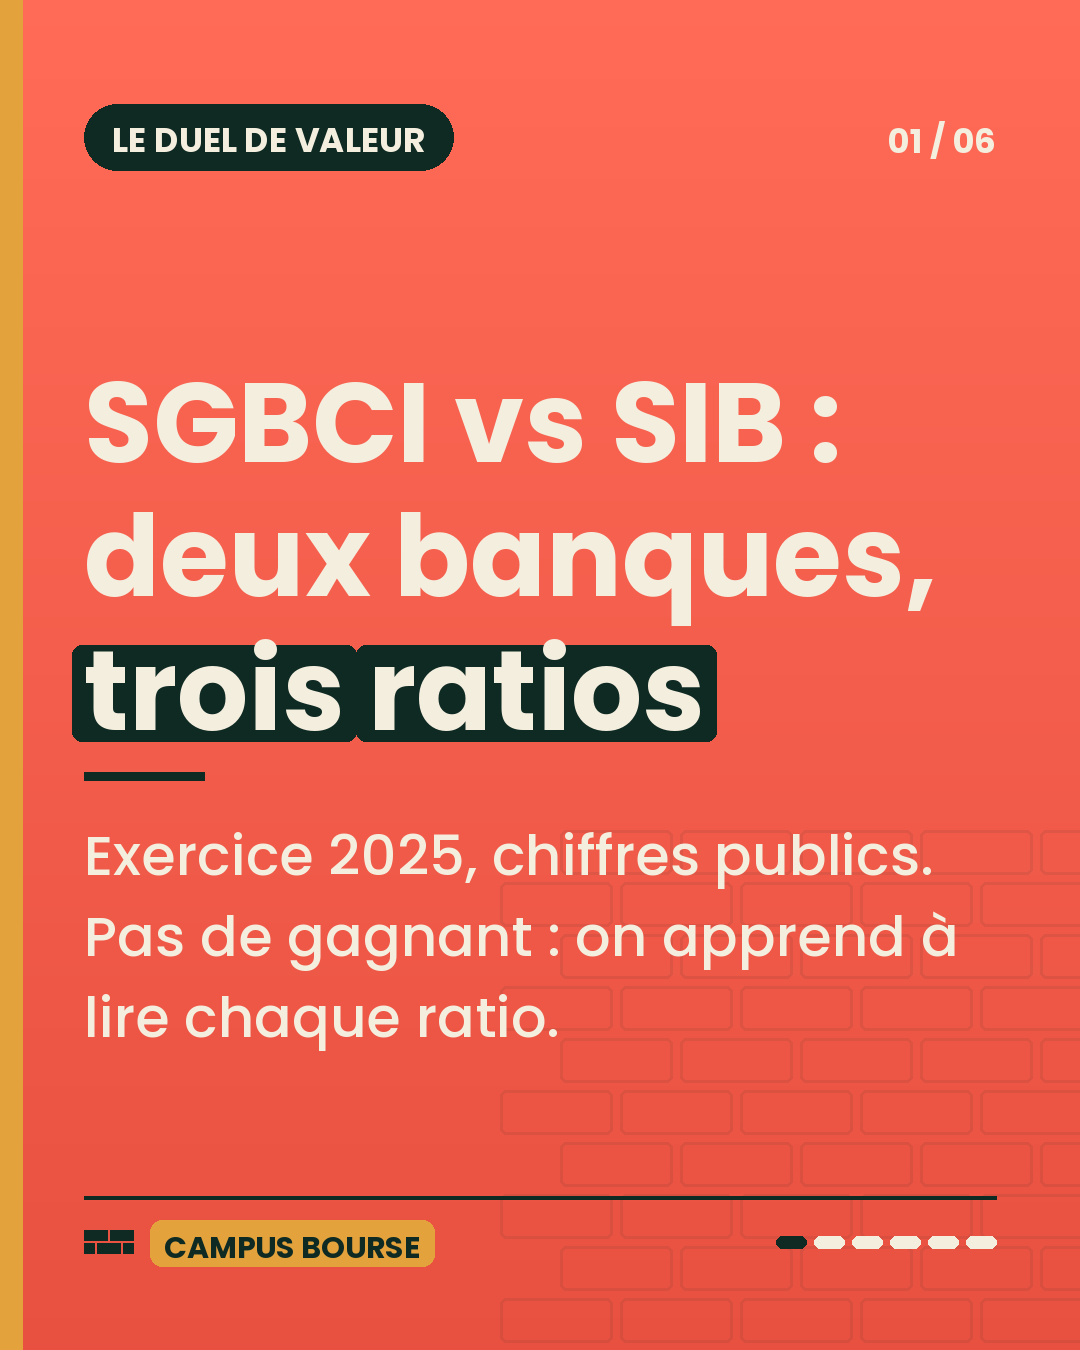 LE DUEL DE VALEUR
01 / 06
SGBCI vs SIB :
deux banques,
trois ratios
Exercice 2025, chiffres publics.
Pas de gagnant : on apprend à
lire chaque ratio.
CAMPUS BOURSE